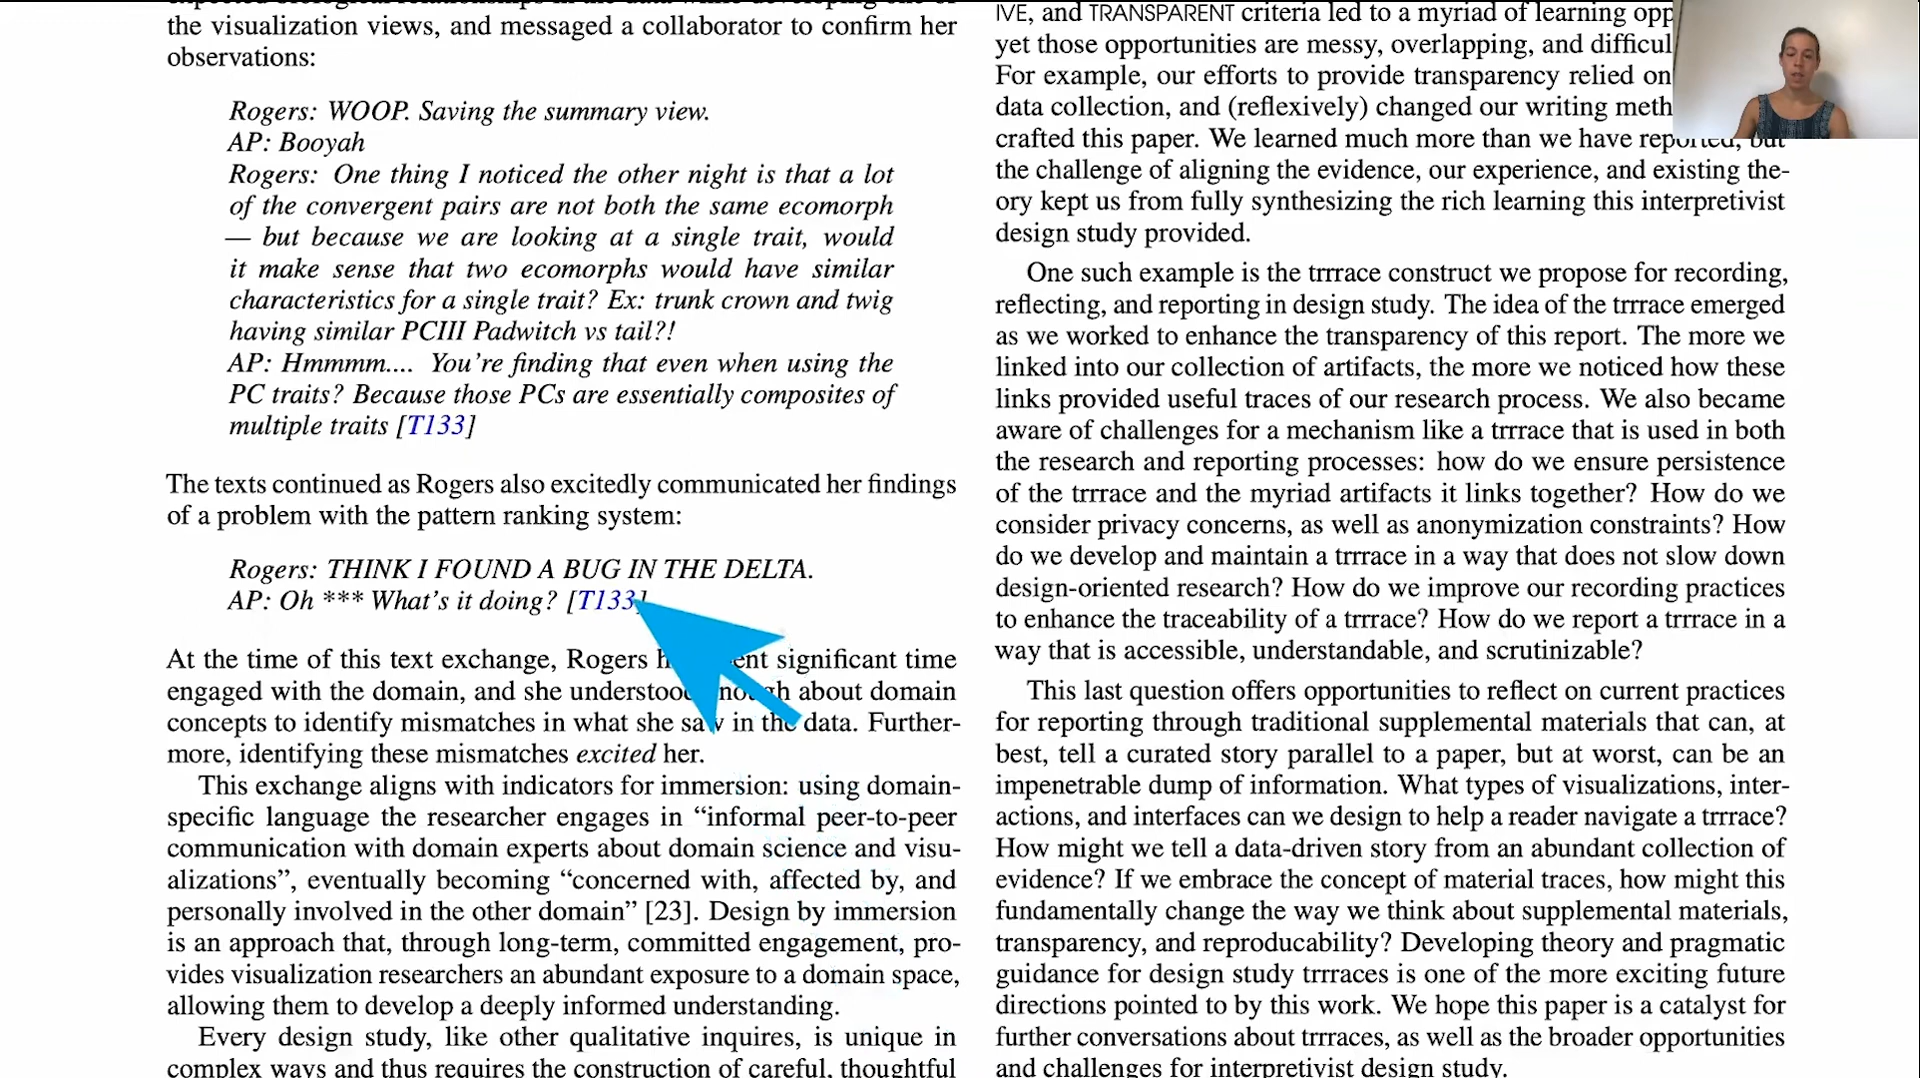 the visualization views, and messaged a collaborator to confirm her
observations:
Rogers: WOOP. Saving the summary view.
AP: Booyah
Rogers: One thing I noticed the other night is that a lot
of the convergent pairs are not both the same ecomorph
— but because we are looking at a single trait, would
it make sense that two ecomorphs would have similar
characteristics for a single trait? Ex: trunk crown and twig
having similar PCIII Padwitch vs tail?!
AP: Hmmmm.... You're finding that even when using the
PC traits? Because those PCs are essentially composites of
multiple traits [T133]
The texts continued as Rogers also excitedly communicated her findings
of a problem with the pattern ranking system:
Rogers: THINK I FOUND A BUG IN THE DELTA.
AP: Oh *** What's it doing? [T133]
At the time of this text exchange, Rogers significant time
engaged with the domain, and she understood about domain
concepts to identify mismatches in what she saw in the data. Further-
more, identifying these mismatches excited her.
This exchange aligns with indicators for immersion: using domain-
specific language the researcher engages in “informal peer-to-peer
communication with domain experts about domain science and visu-
alizations”, eventually becoming “concerned with, affected by, and
personally involved in the other domain” [23]. Design by immersion
is an approach that, through long-term, committed engagement, pro-
vides visualization researchers an abundant exposure to a domain space,
allowing them to develop a deeply informed understanding.
Every design study, like other qualitative inquires, is unique in
complex ways and thus requires the construction of careful, thoughtful
IVE, and TRANSPARENT criteria led to a myriad of learning opp
yet those opportunities are messy, overlapping, and difficul
For example, our efforts to provide transparency relied on
data collection, and (reflexively) changed our writing meth
crafted this paper. We learned much more than we have reported, but
the challenge of aligning the evidence, our experience, and existing the-
ory kept us from fully synthesizing the rich learning this interpretivist
design study provided.
One such example is the trrrace construct we propose for recording,
reflecting, and reporting in design study. The idea of the trrrace emerged
as we worked to enhance the transparency of this report. The more we
linked into our collection of artifacts, the more we noticed how these
links provided useful traces of our research process. We also became
aware of challenges for a mechanism like a trrrace that is used in both
the research and reporting processes: how do we ensure persistence
of the trrrace and the myriad artifacts it links together? How do we
consider privacy concerns, as well as anonymization constraints? How
do we develop and maintain a trrrace in a way that does not slow down
design-oriented research? How do we improve our recording practices
to enhance the traceability of a trrrace? How do we report a trrrace in a
way that is accessible, understandable, and scrutinizable?
This last question offers opportunities to reflect on current practices
for reporting through traditional supplemental materials that can, at
best, tell a curated story parallel to a paper, but at worst, can be an
impenetrable dump of information. What types of visualizations, inter-
actions, and interfaces can we design to help a reader navigate a trrrace?
How might we tell a data-driven story from an abundant collection of
evidence? If we embrace the concept of material traces, how might this
fundamentally change the way we think about supplemental materials,
transparency, and reproducability? Developing theory and pragmatic
guidance for design study trrraces is one of the more exciting future
directions pointed to by this work. We hope this paper is a catalyst for
further conversations about trrraces, as well as the broader opportunities
and challenges for interpretivist design study.